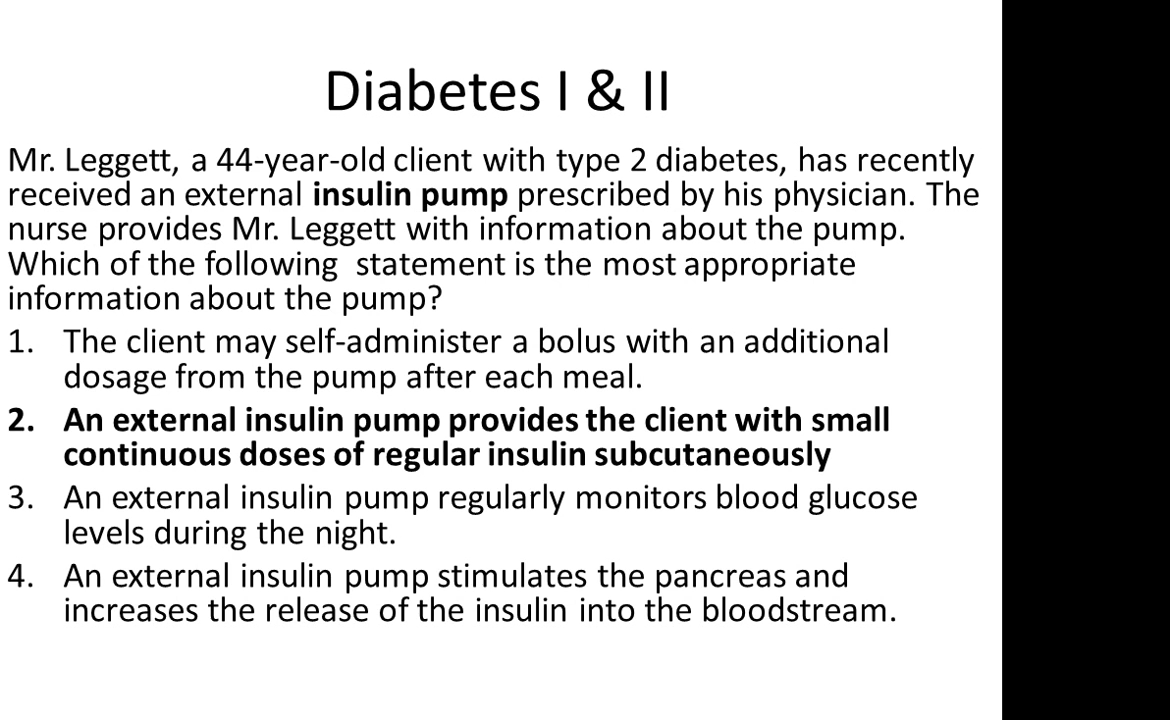 Diabetes I & II
Mr. Leggett, a 44-year-old client with type 2 diabetes, has recently
received an external insulin pump prescribed by his physician. The
nurse provides Mr. Leggett with information about the pump.
Which of the following  statement is the most appropriate
information about the pump?
1. The client may self-administer a bolus with an additional
dosage from the pump after each meal.
2. An external insulin pump provides the client with small
continuous doses of regular insulin subcutaneously
3. An external insulin pump regularly monitors blood glucose
levels during the night.
4. An external insulin pump stimulates the pancreas and
increases the release of the insulin into the bloodstream.